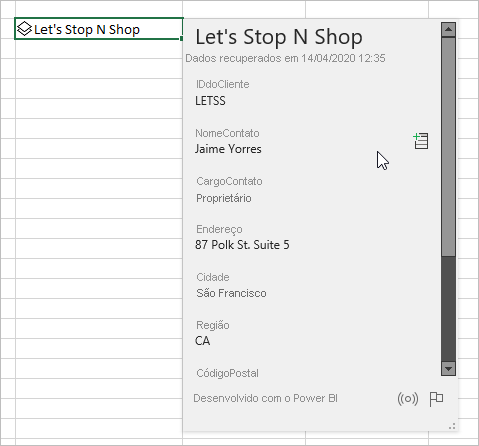 Let's Stop N Shop
Let's Stop N Shop
Dados recuperados em 14/04/2020 12:35
IDdoCliente
LETSS
NomeContato
Jaime Yorres
CargoContato
Proprietário
Endereço
87 Polk St. Suite 5
Cidade
São Francisco
Região
CA
CódigoPostal
Desenvolvido com o Power BI